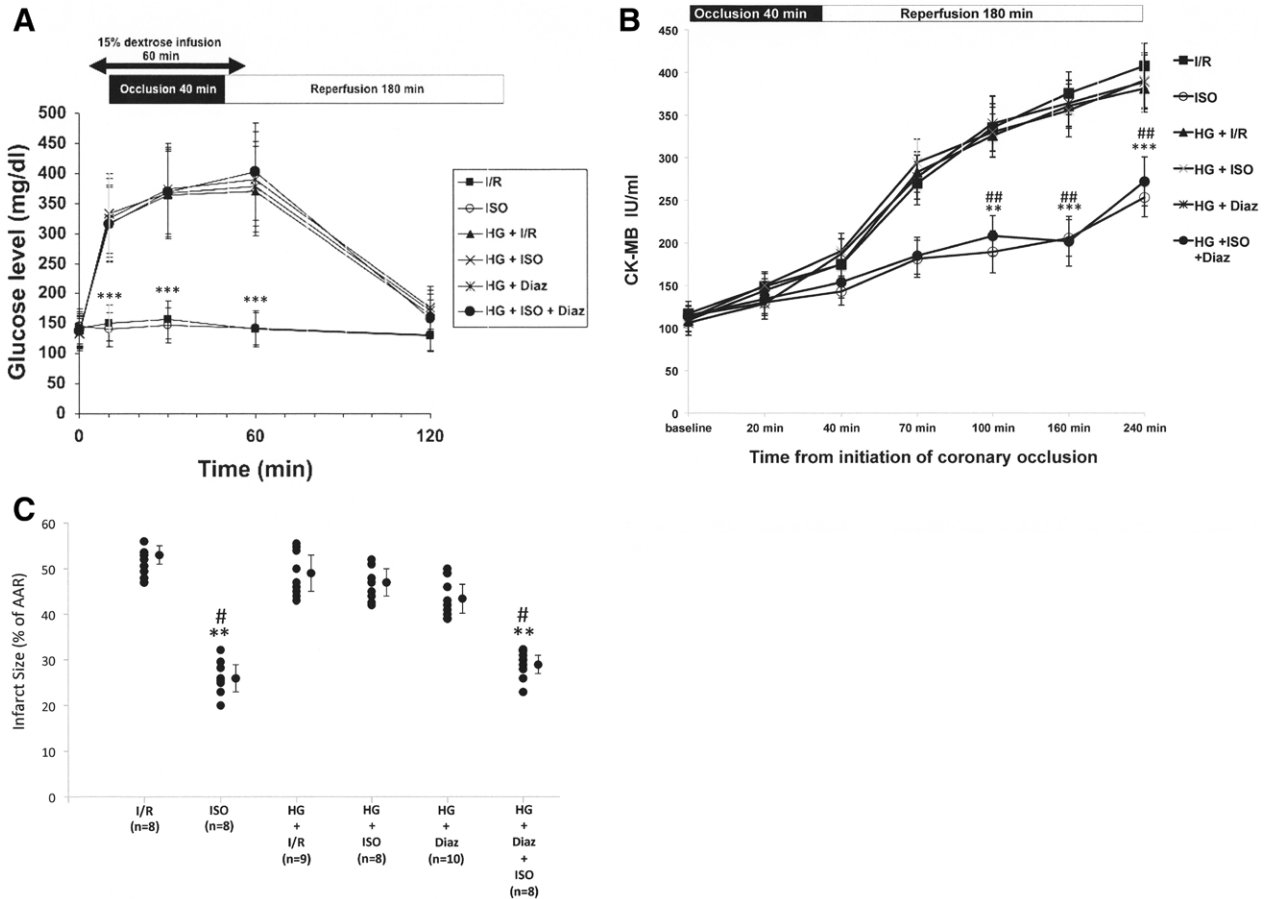 A
15% dextrose infusion
60 min
Occlusion 40 min
Reperfusion 180 min
500
450
400
350
300
250
200
150
100
50
0
Glucose level (mg/dl)
***
***
***
0
60
120
Time (min)
I/R
ISO
HG + I/R
HG + ISO
HG + Diaz
HG + ISO + Diaz
B
Occlusion 40 min
Reperfusion 180 min
450
400
350
300
250
200
150
100
50
0
CK-MB IU/ml
##
**
##
***
##
***
baseline
20 min
40 min
70 min
100 min
160 min
240 min
Time from initiation of coronary occlusion
I/R
ISO
HG + I/R
HG + ISO
HG + Diaz
HG +ISO
+Diaz
C
60
50
40
30
20
10
0
Infarct Size (% of AAR)
#
**
#
**
I/R
(n=8)
ISO
(n=8)
HG
+
I/R
(n=9)
HG
+
ISO
(n=8)
HG
+
Diaz
(n=10)
HG
+
Diaz
+
ISO
(n=8)